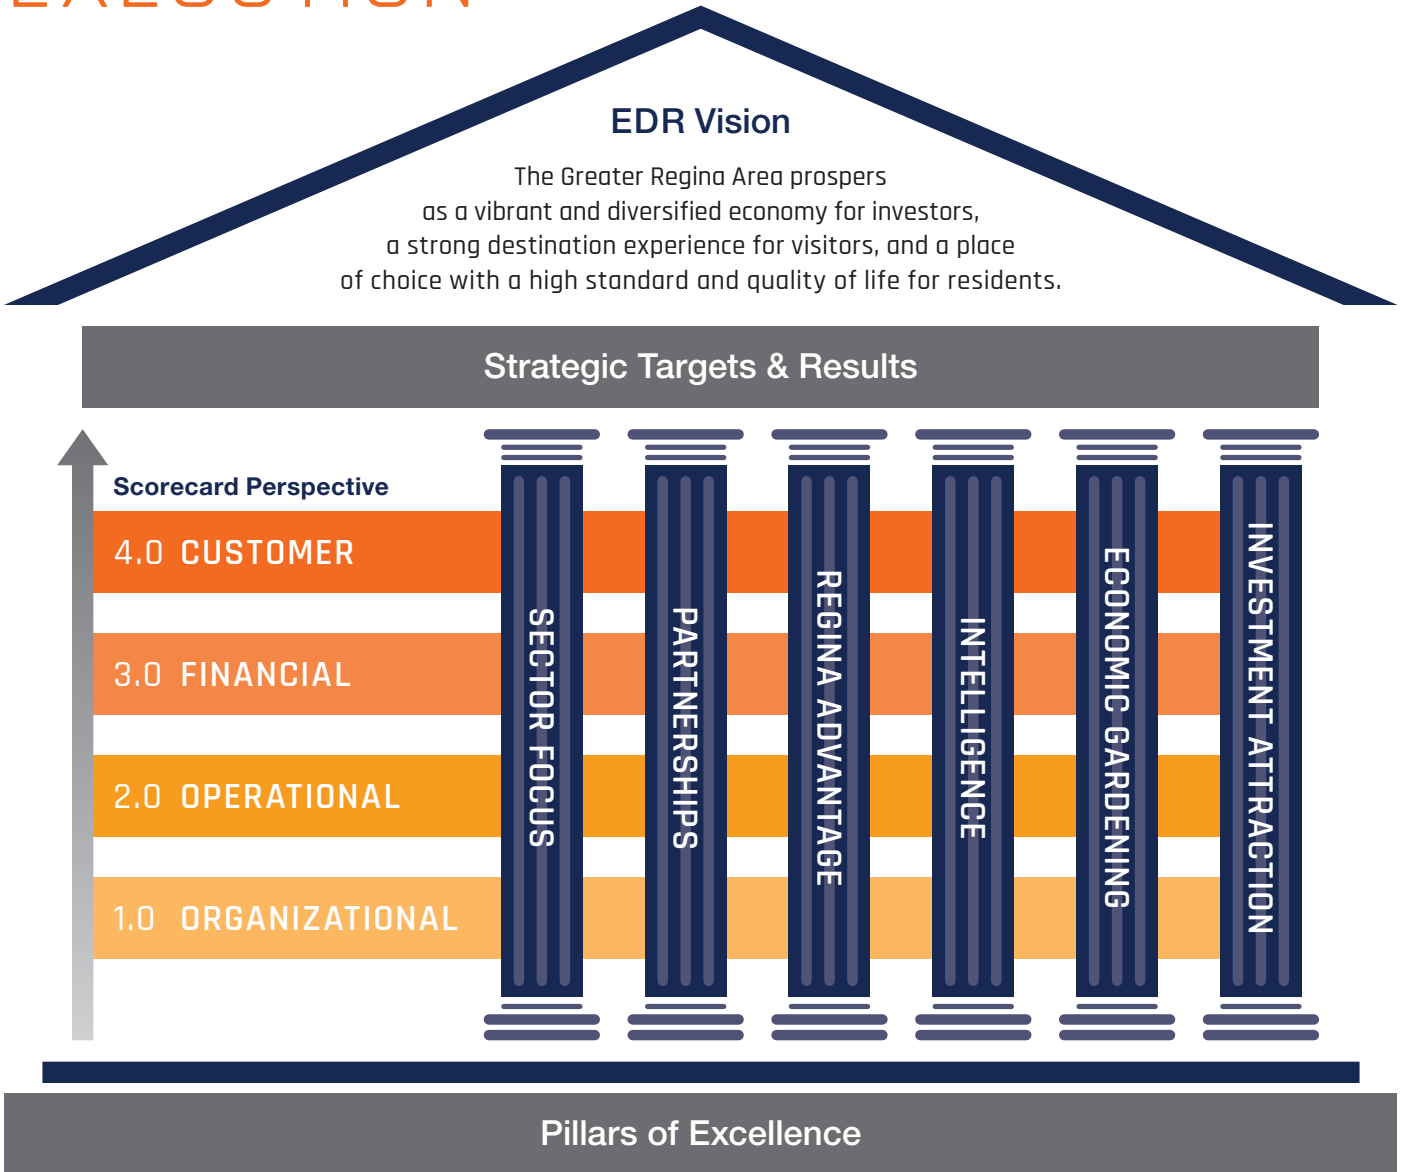 EXECUTION
EDR Vision
The Greater Regina Area prospers
as a vibrant and diversified economy for investors,
a strong destination experience for visitors, and a place
of choice with a high standard and quality of life for residents.
Strategic Targets & Results
Scorecard Perspective
4.0 CUSTOMER
3.0 FINANCIAL
2.0 OPERATIONAL
1.0 ORGANIZATIONAL
SECTOR FOCUS
PARTNERSHIPS
REGINA ADVANTAGE
INTELLIGENCE
ECONOMIC GARDENING
INVESTMENT ATTRACTION
Pillars of Excellence